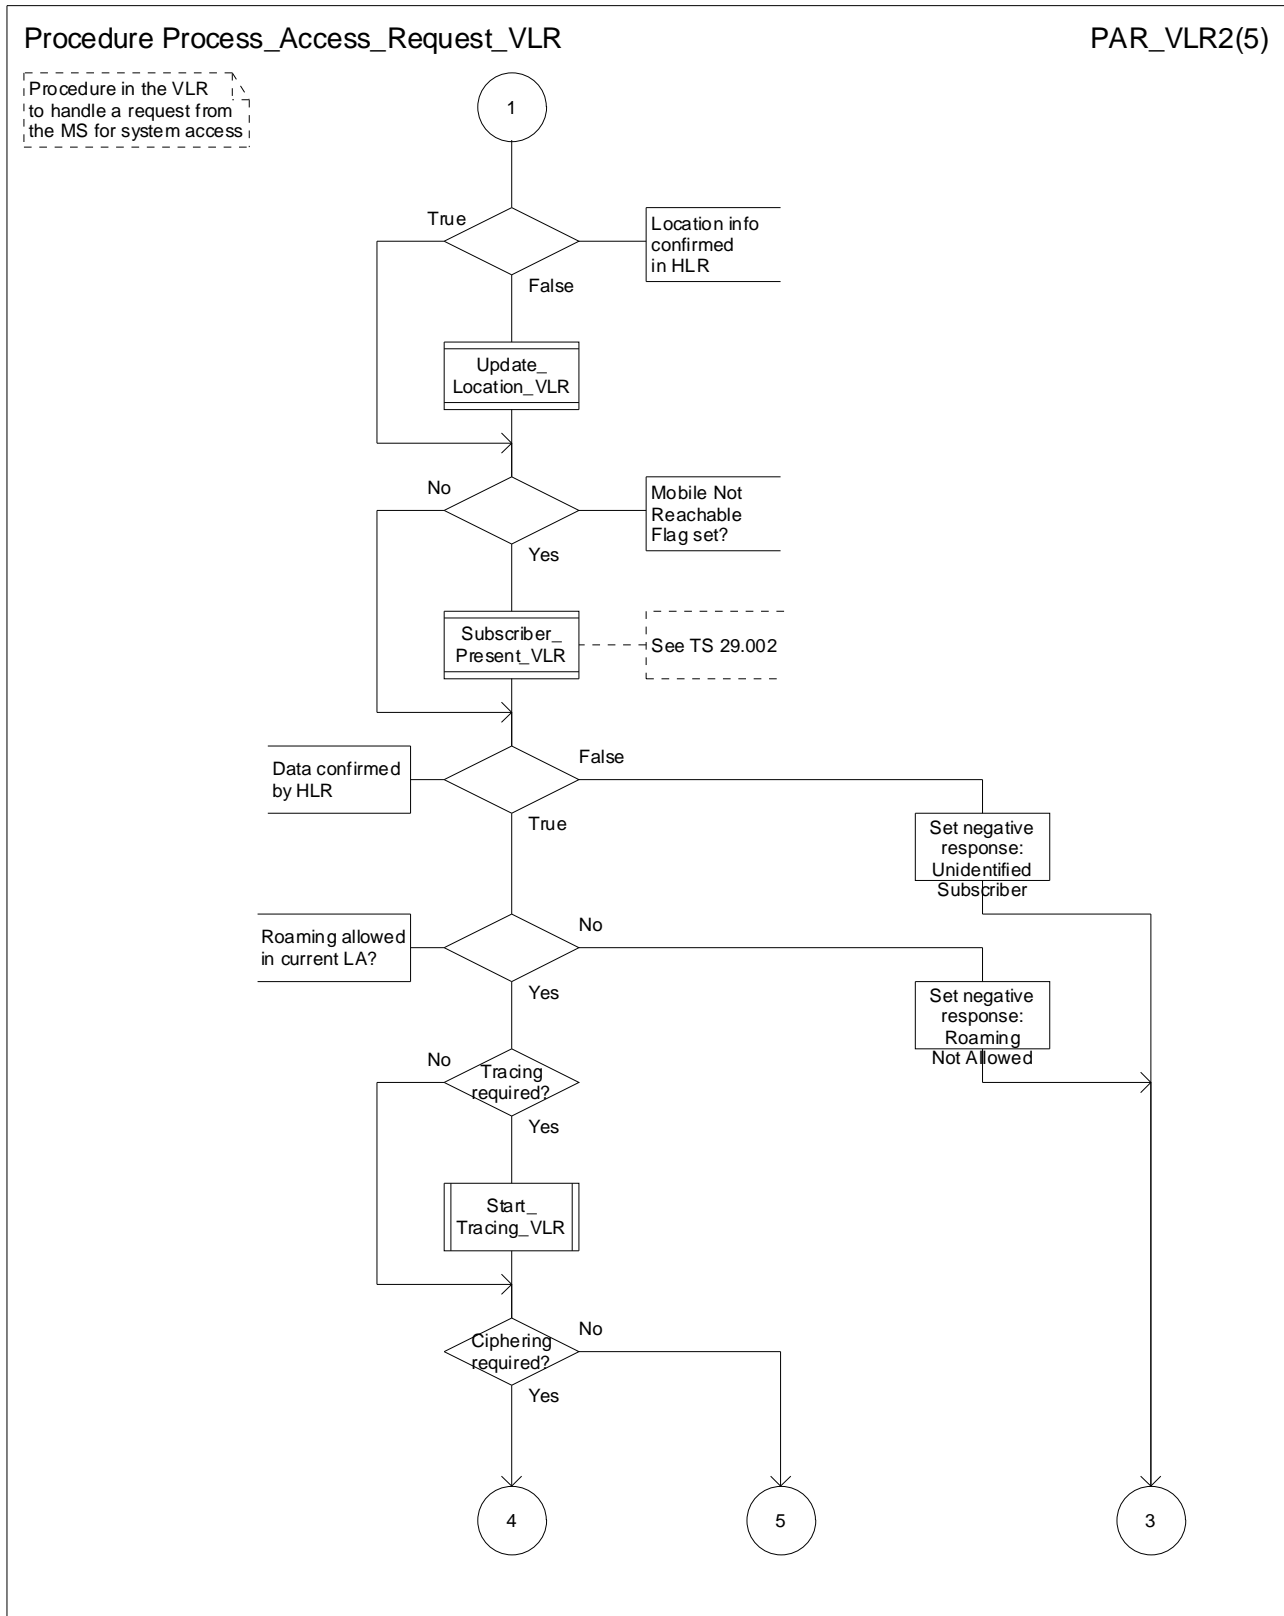 Procedure Process_Access_Request_VLR
PAR_VLR2(5)
Procedure in the VLR
to handle a request from
the MS for system access
1
True
Location info
confirmed
in HLR
False
Update_
Location_VLR
No
Mobile Not
Reachable
Flag set?
Yes
Subscriber_
Present_VLR
See TS 29.002
Data confirmed
by HLR
False
True
Set negative
response:
Unidentified
Subscriber
Roaming allowed
in current LA?
No
Yes
Set negative
response:
Roaming
Not Allowed
No
Tracing
required?
Yes
Start_
Tracing_VLR
Ciphering
required?
No
Yes
4
5
3